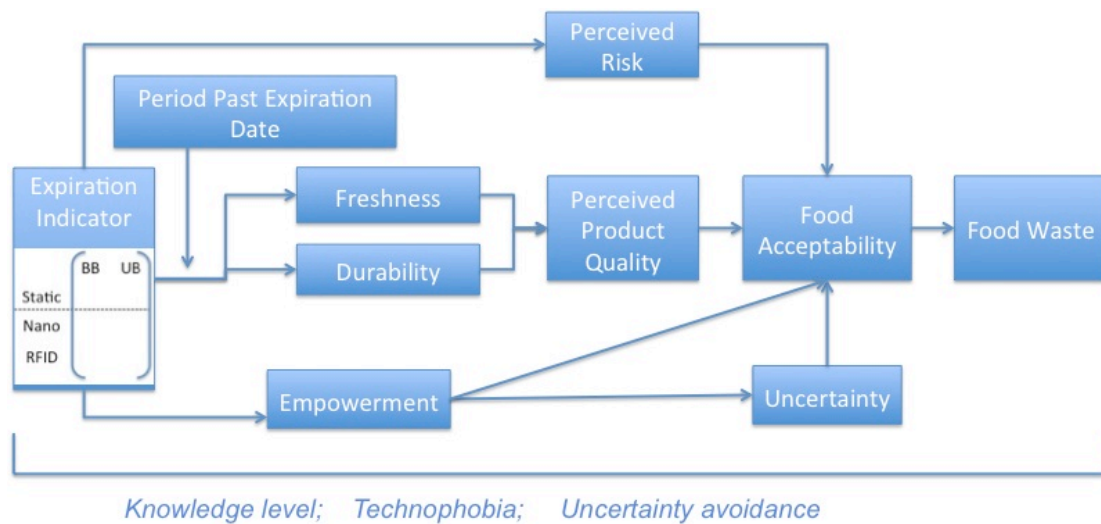 Perceived
Risk
Period Past Expiration
Date
Expiration
Indicator
BB UB
Static
Nano
RFID
Freshness
Durability
Perceived
Product
Quality
Food
Acceptability
Food Waste
Empowerment
Uncertainty
Knowledge level; Technophobia; Uncertainty avoidance